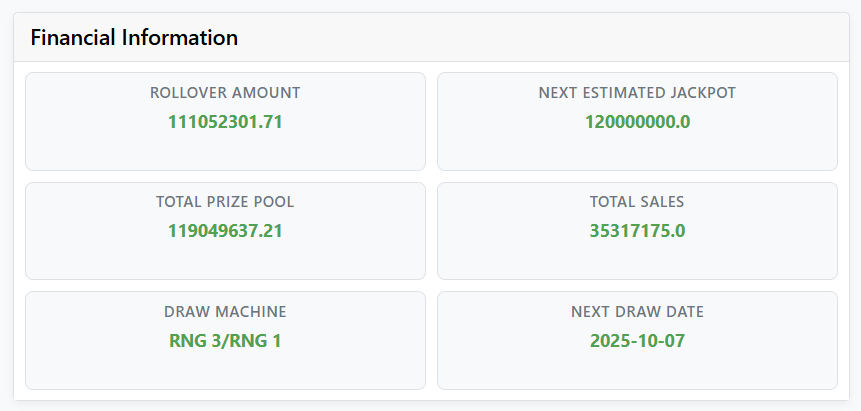 Financial Information
ROLLOVER AMOUNT
111052301.71
NEXT ESTIMATED JACKPOT
120000000.0
TOTAL PRIZE POOL
119049637.21
TOTAL SALES
35317175.0
DRAW MACHINE
RNG 3/RNG 1
NEXT DRAW DATE
2025-10-07